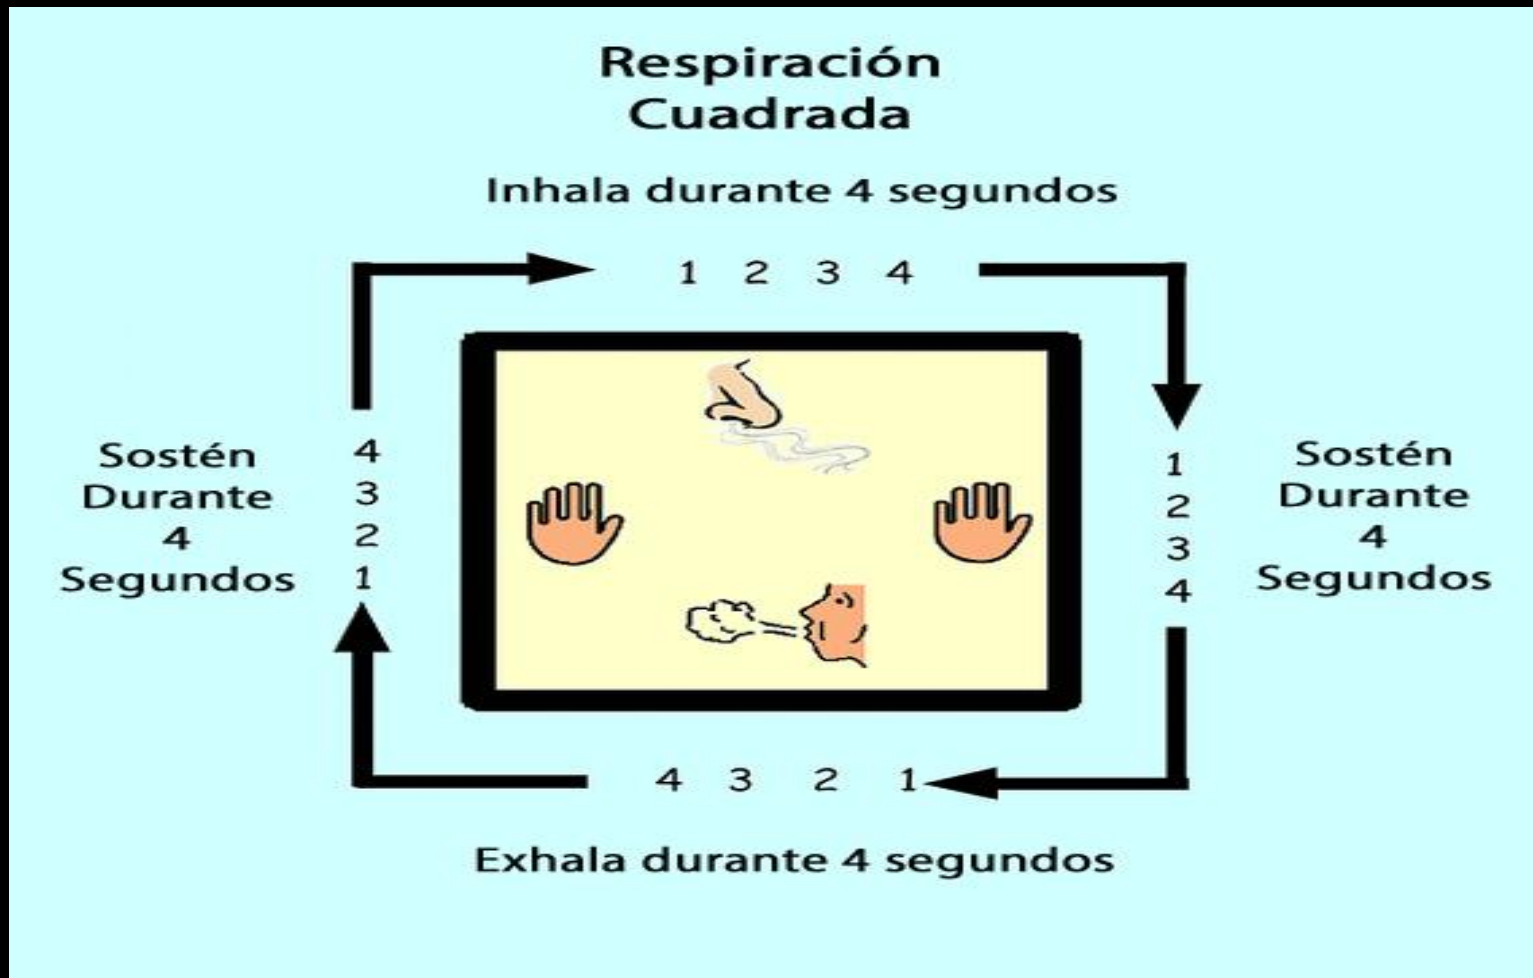 Respiración
Cuadrada
Inhala durante 4 segundos
1 2 3 4
Sostén
Durante
4
Segundos
1
2
3
4
Exhala durante 4 segundos
4 3 2 1
Sostén
Durante
4
Segundos
4
3
2
1